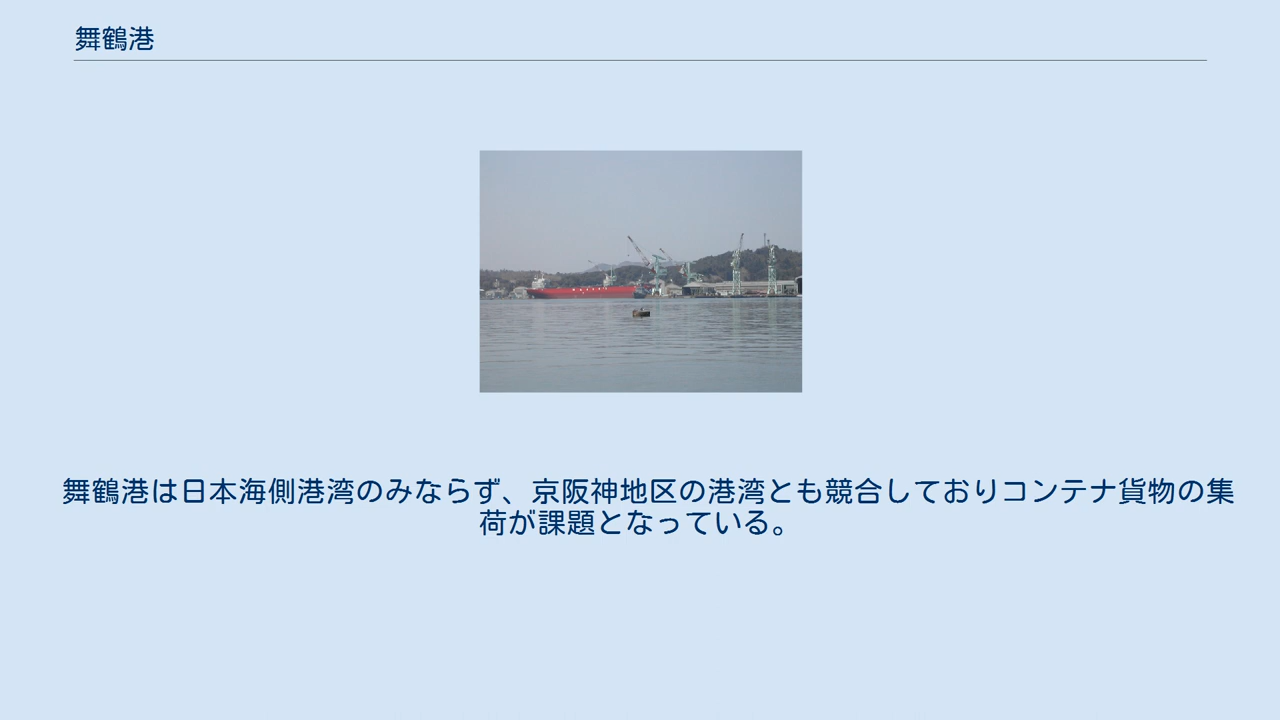 舞鶴港
舞鶴港は日本海側港湾のみならず、京阪神地区の港湾とも競合しておりコンテナ貨物の集
荷が課題となっている。